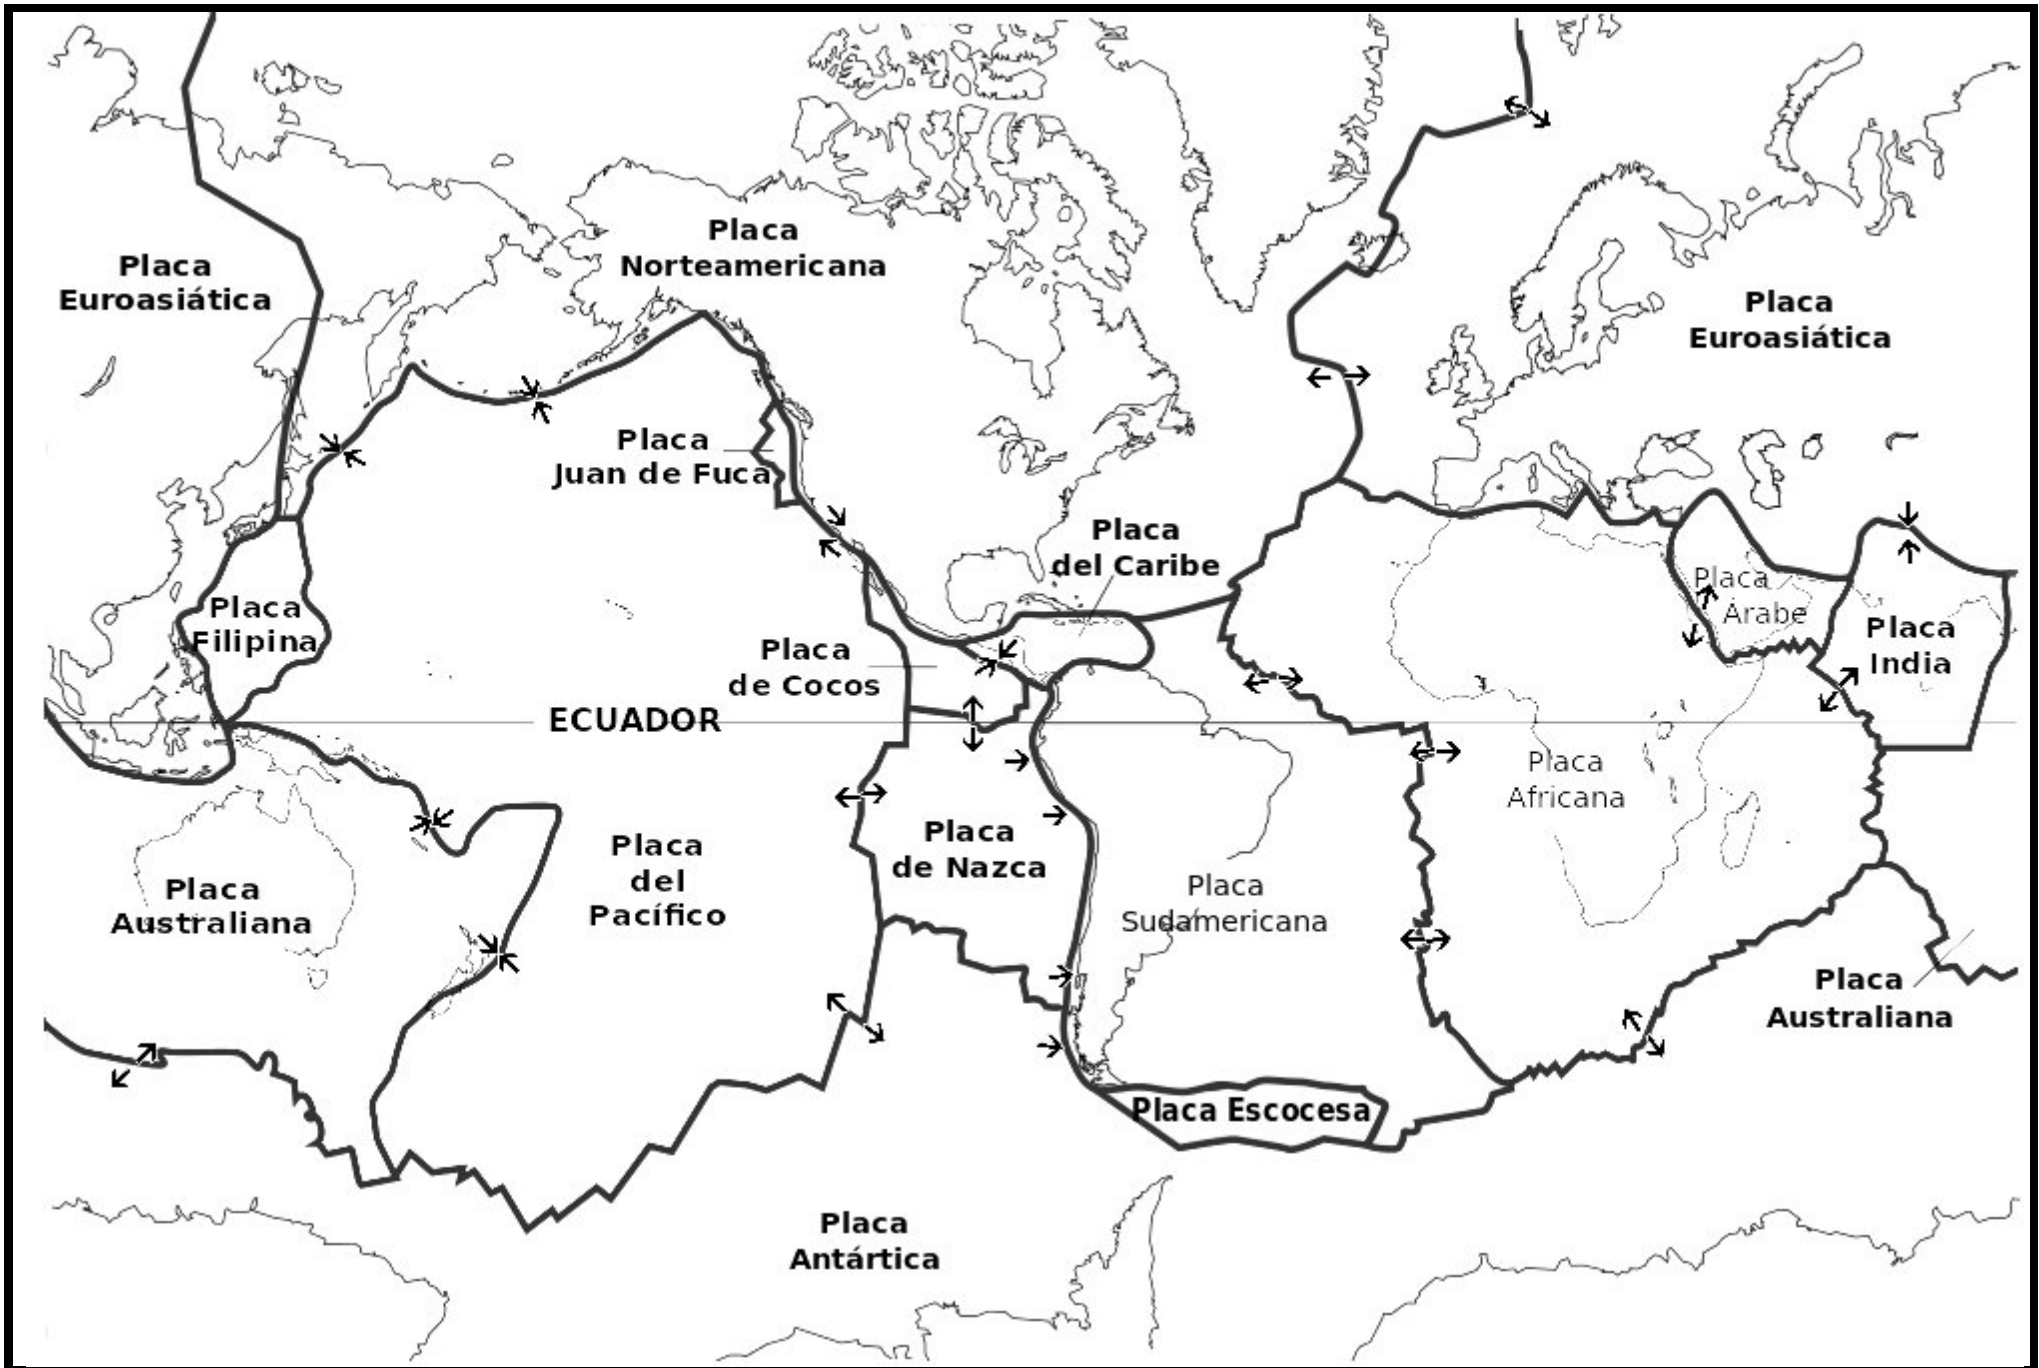 Placa
Norteamericana
Placa
Euroasiática
Placa
Euroasiática
Placa
Juan de Fuca
Placa
del Caribe
Placa
Arabe
Placa
Filipina
Placa
India
Placa
de Cocos
ECUADOR
Placa
Africana
Placa
de Nazca
Placa
del
Pacífico
Placa
Sudamericana
Placa
Australiana
Placa
Australiana
Placa Escocesa
Placa
Antártica